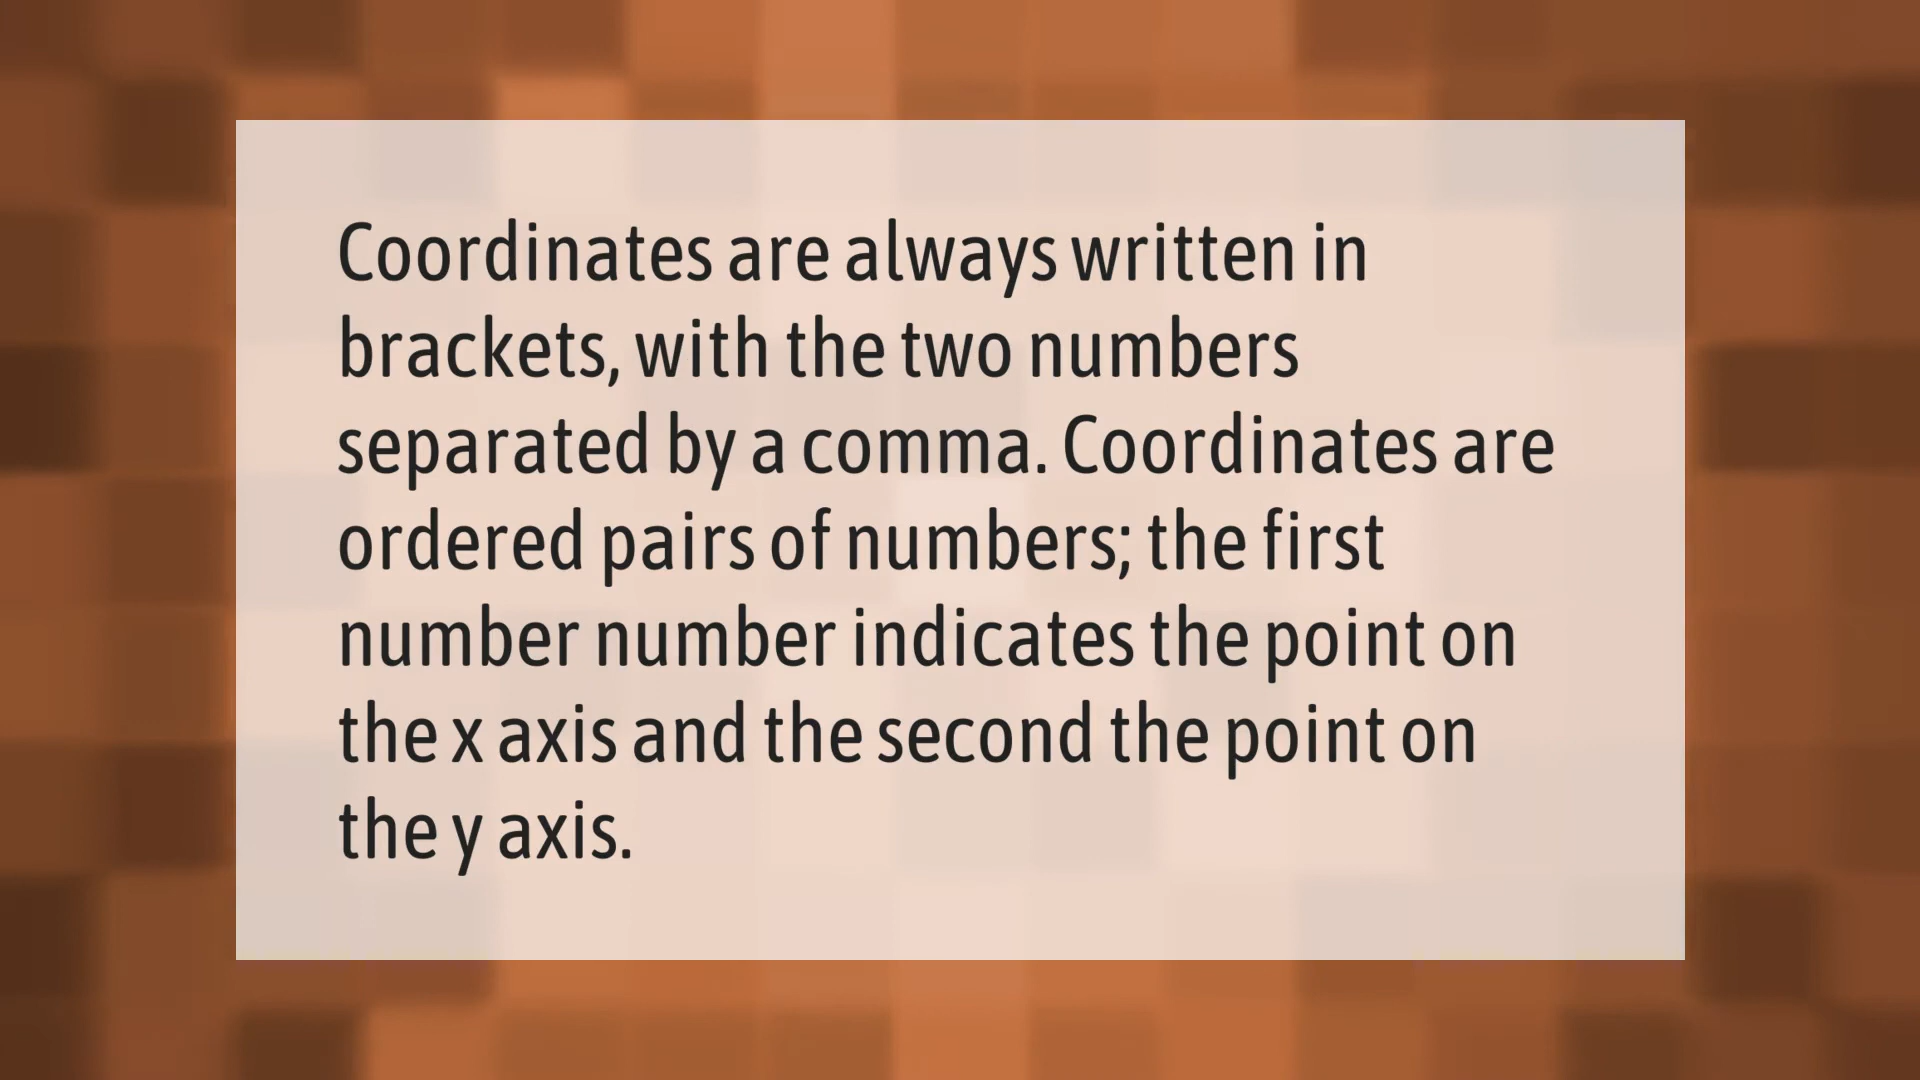 Coordinates are always written in
brackets, with the two numbers
separated by a comma. Coordinates are
ordered pairs of numbers; the first
number number indicates the point on
the x axis and the second the point on
the y axis.